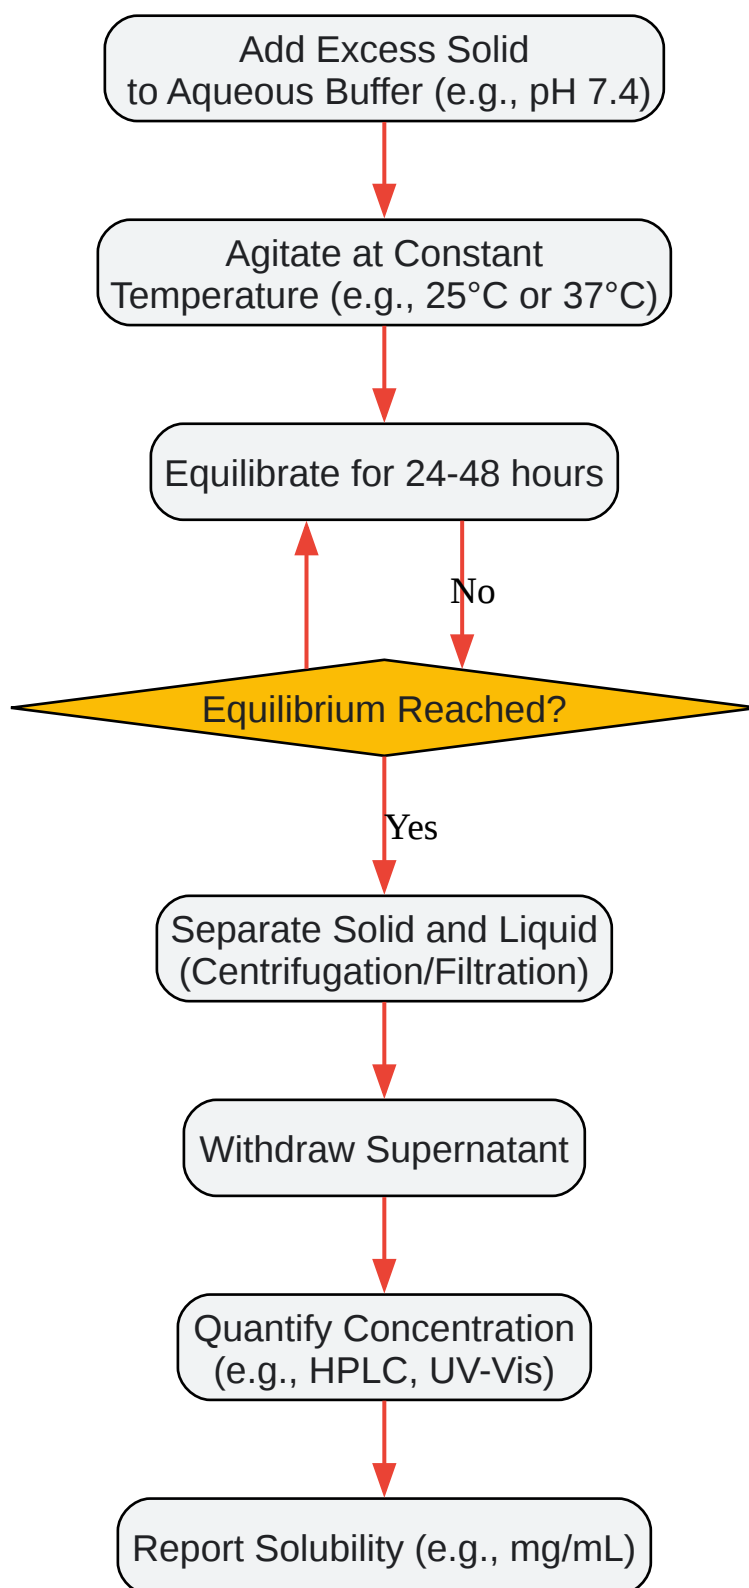 Add Excess Solid
to Aqueous Buffer (e.g., pH 7.4)
Agitate at Constant
Temperature (e.g., 25°C or 37°C)
Equilibrate for 24-48 hours
No
Equilibrium Reached?
Yes
Separate Solid and Liquid
(Centrifugation/Filtration)
Withdraw Supernatant
Quantify Concentration
(e.g., HPLC, UV-Vis)
Report Solubility (e.g., mg/mL)